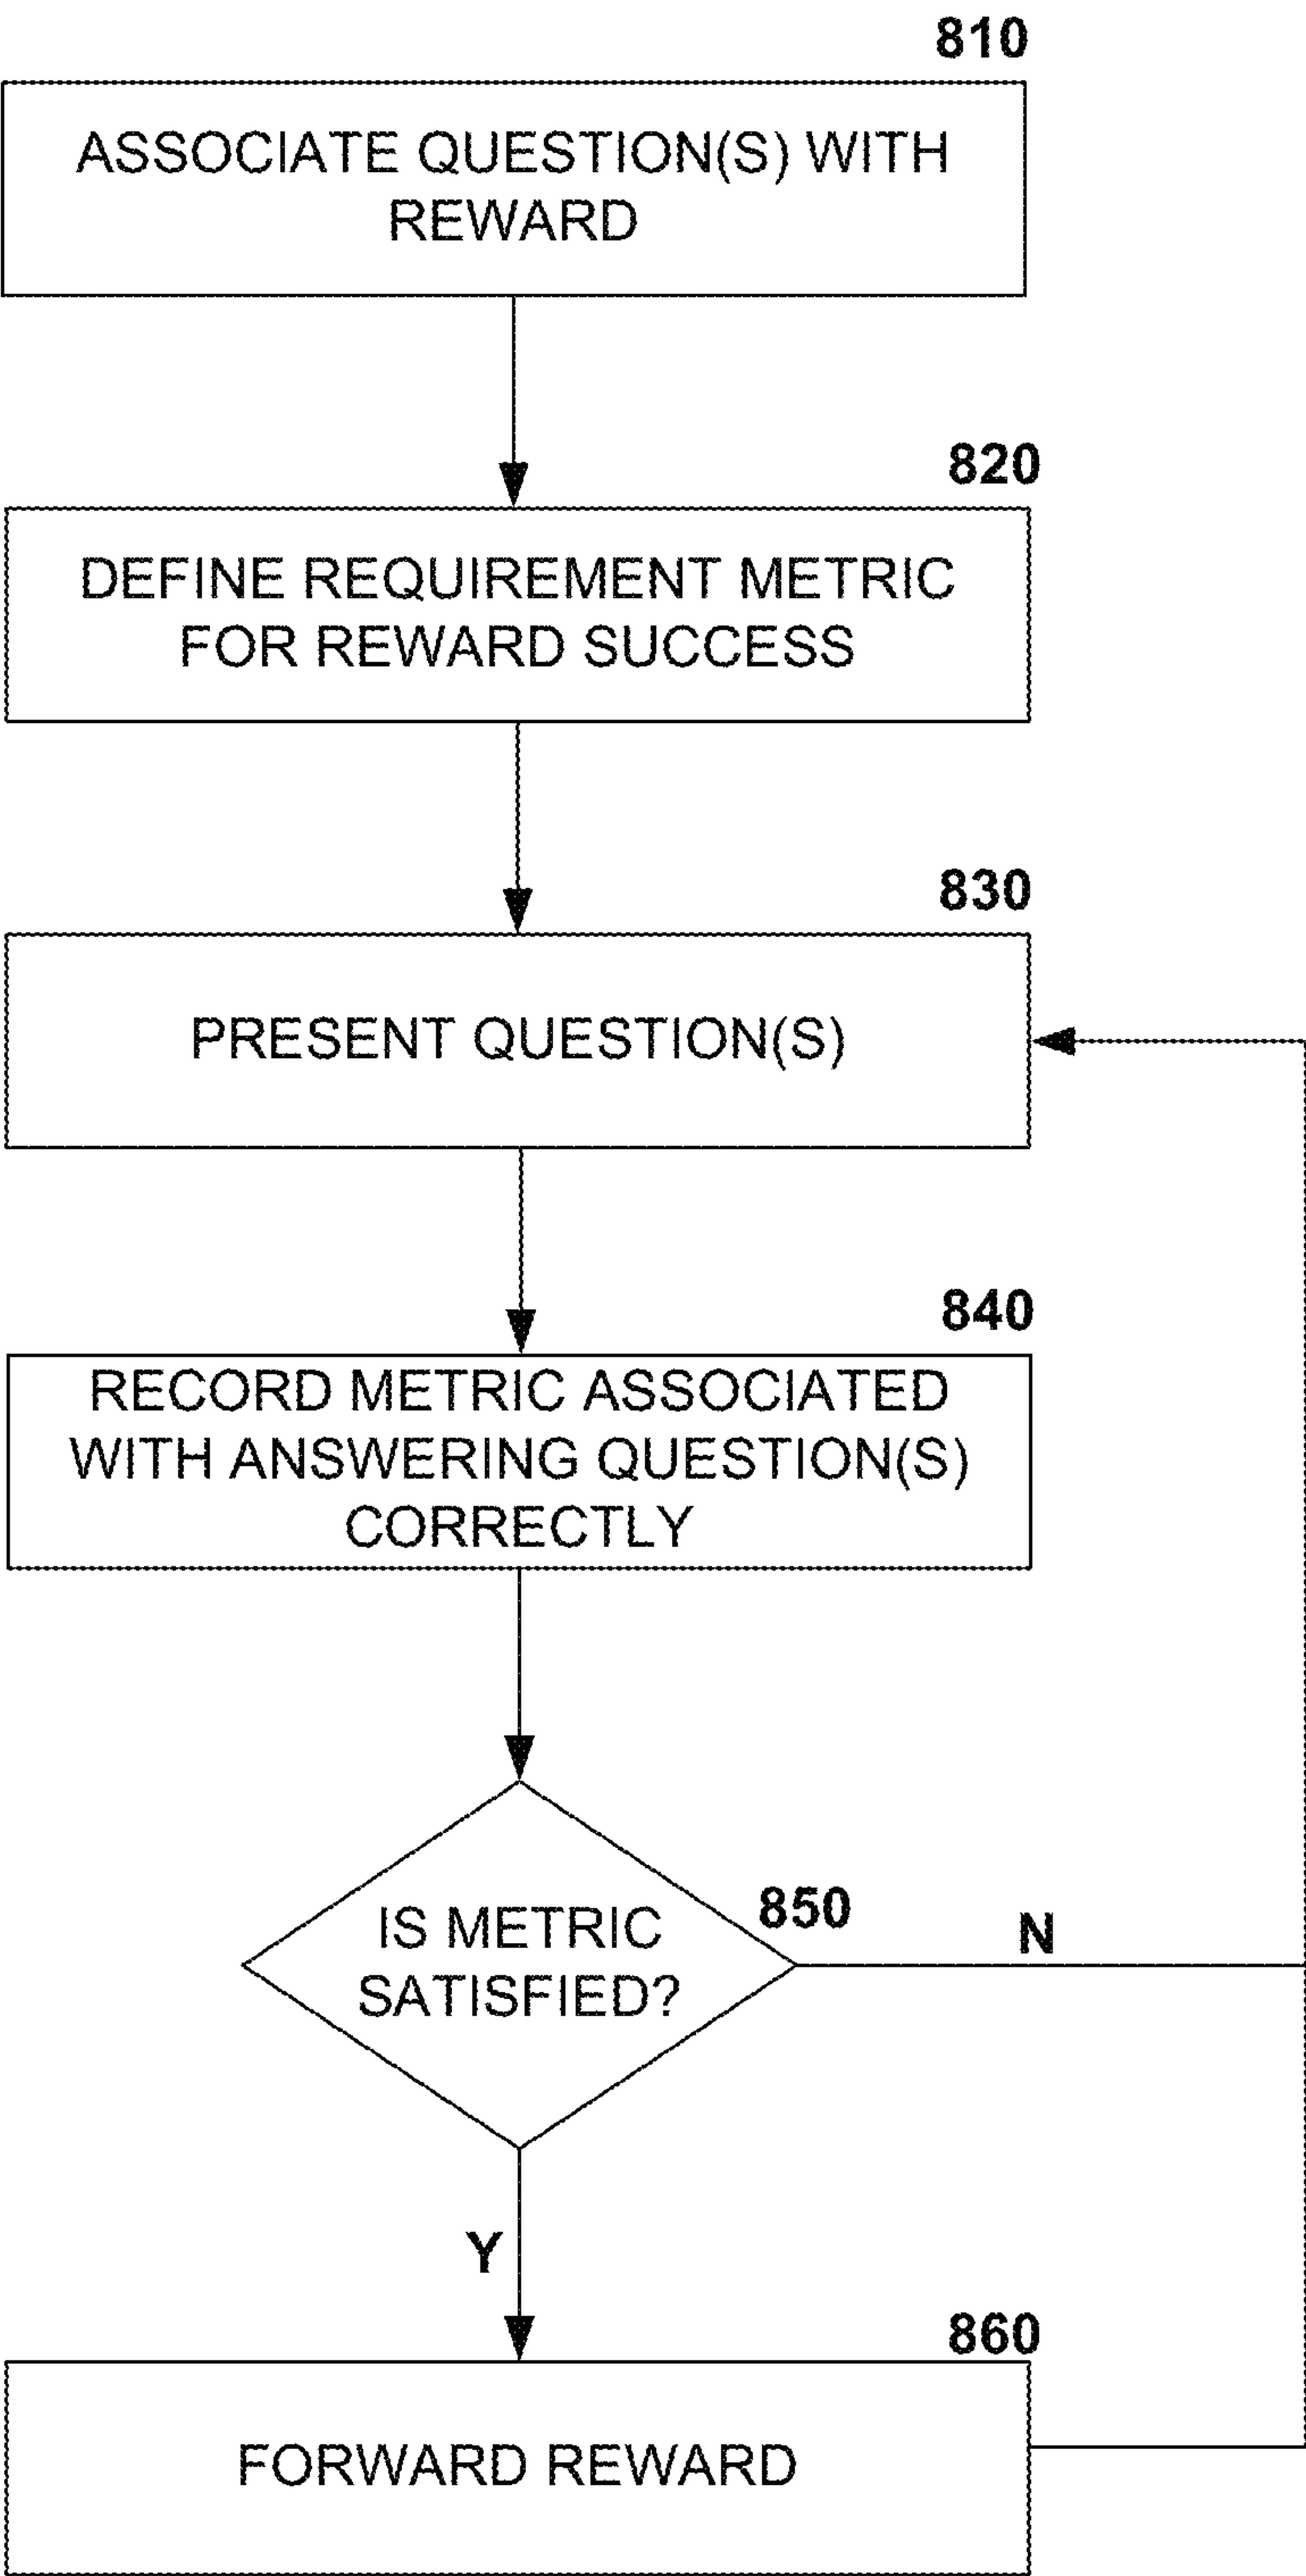 810
ASSOCIATE QUESTION(S) WITH
REWARD
820
DEFINE REQUIREMENT METRIC
FOR REWARD SUCCESS
830
PRESENT QUESTION(S)
840
RECORD METRIC ASSOCIATED
WITH ANSWERING QUESTION(S)
CORRECTLY
850
IS METRIC
SATISFIED?
N
Y
860
FORWARD REWARD